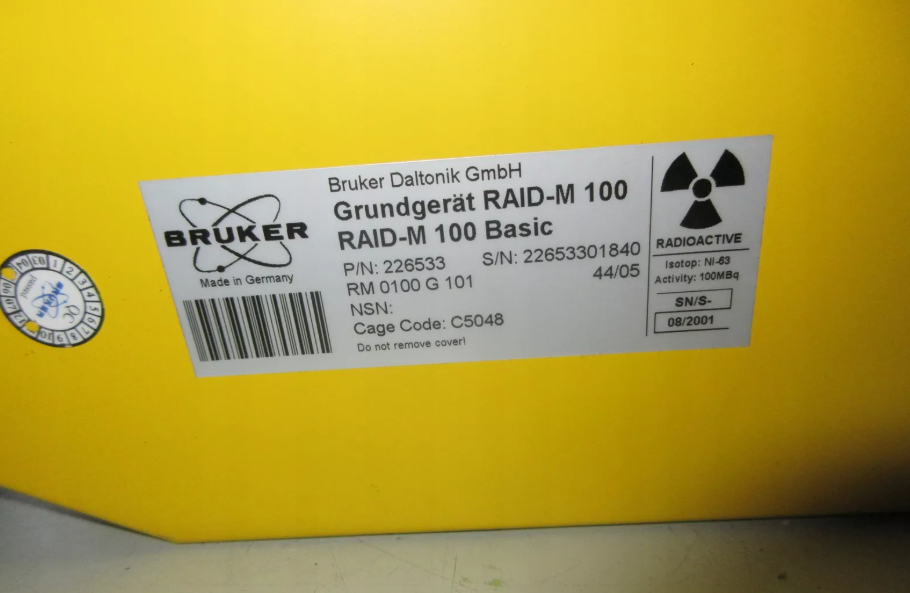 BRUKER
Made in Germany
Bruker Daltonik GmbH
Grundgerät RAID-M 100
RAID-M 100 Basic
P/N: 226533 S/N: 22653301840
RM 0100 G 101 44/05
NSN:
Cage Code: C5048
Do not remove cover!
RADIOACTIVE
Isotop: Ni-63
Activity: 100MBq
SN/S-
08/2001
BRUKER